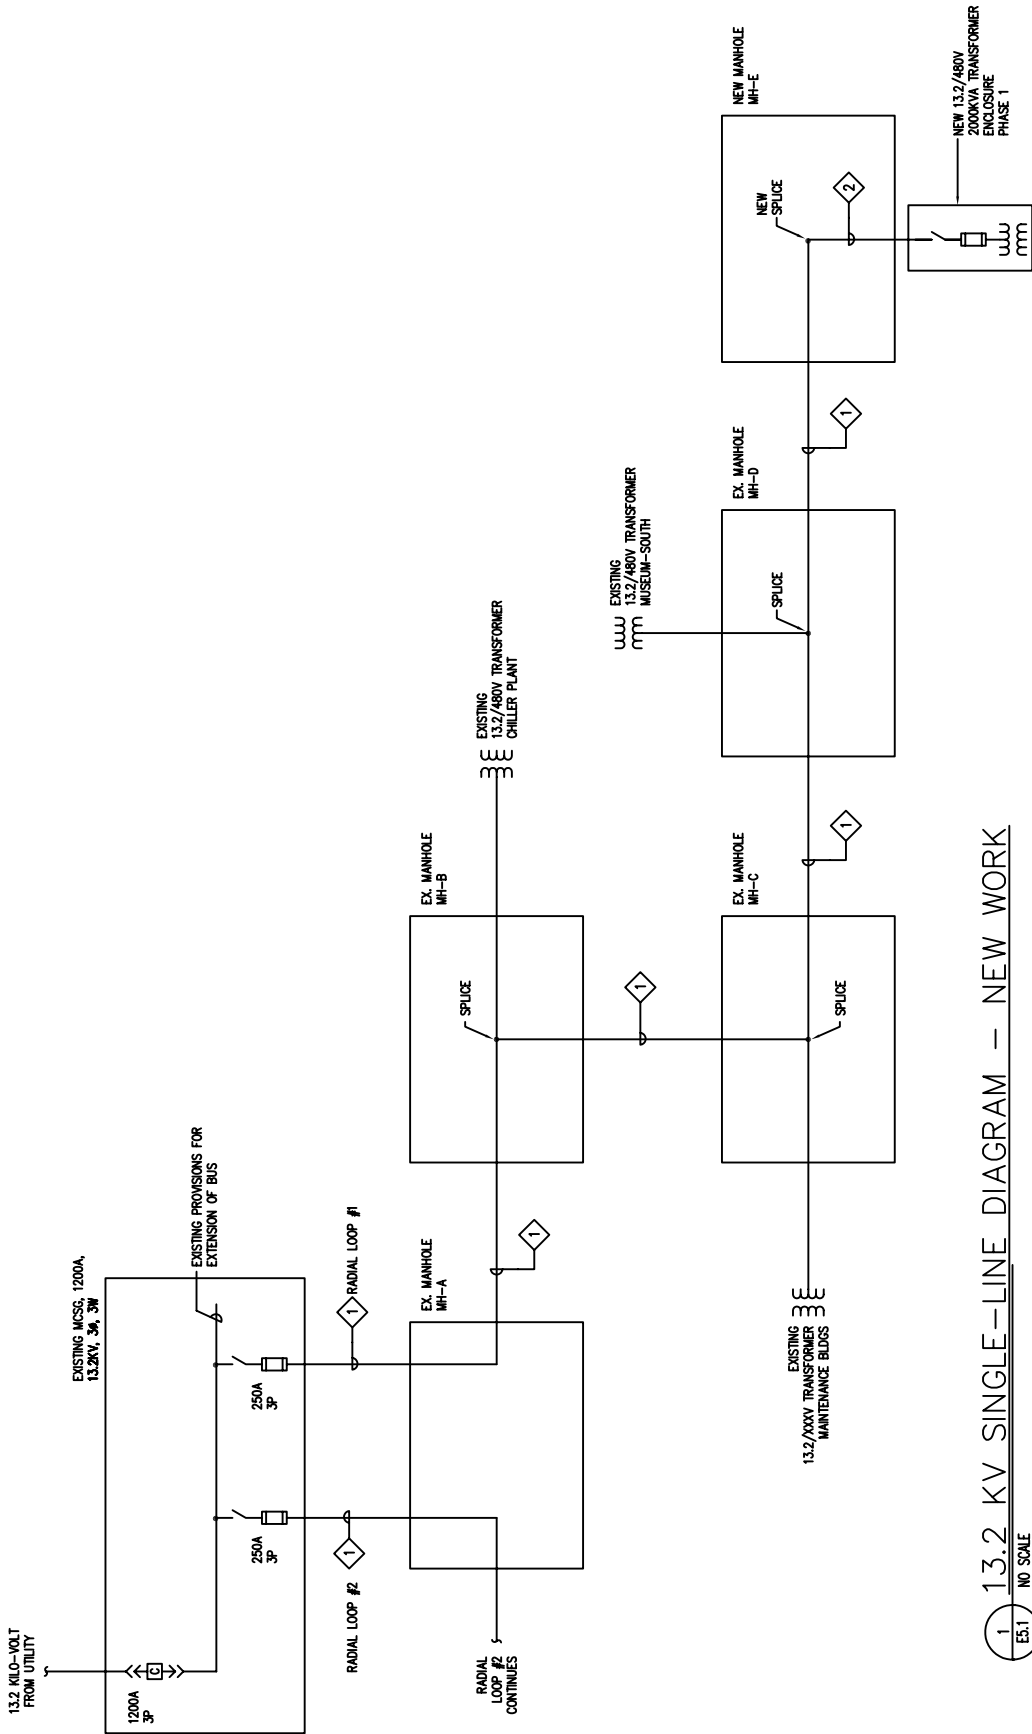 13.2 KILO-VOLT
FROM UTILITY
1200A
3P
C
EXISTING MCSG, 1200A,
13.2KV, 3Ø, 3W
EXISTING PROVISIONS FOR
EXTENSION OF BUS
250A
3P
250A
3P
RADIAL LOOP #2
1
1
RADIAL LOOP #1
RADIAL
LOOP #2
CONTINUES
EX. MANHOLE
MH-A
1
SPLICE
EX. MANHOLE
MH-B
EXISTING
13.2/480V TRANSFORMER
CHILLER PLANT
1
EXISTING
13.2/XXXV TRANSFORMER
MAINTENANCE BLDGS
SPLICE
EX. MANHOLE
MH-C
1
EXISTING
13.2/480V TRANSFORMER
MUSEUM-SOUTH
SPLICE
EX. MANHOLE
MH-D
1
NEW
SPLICE
2
NEW MANHOLE
MH-E
NEW 13.2/480V
2000KVA TRANSFORMER
ENCLOSURE
PHASE 1
1
E5.1
13.2 KV SINGLE-LINE DIAGRAM - NEW WORK
NO SCALE